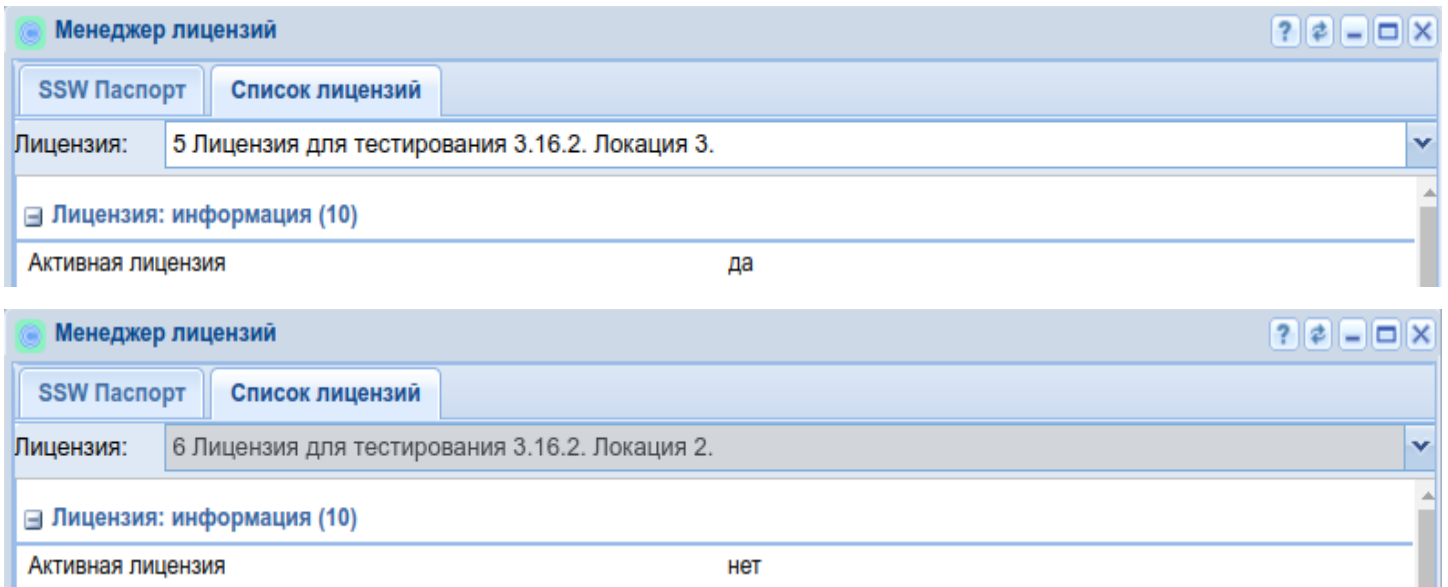 Менеджер лицензий
SSW Паспорт Список лицензий
Лицензия: 5 Лицензия для тестирования 3.16.2. Локация 3.
Лицензия: информация (10)
Активная лицензия да
Менеджер лицензий
SSW Паспорт Список лицензий
Лицензия: 6 Лицензия для тестирования 3.16.2. Локация 2.
Лицензия: информация (10)
Активная лицензия нет